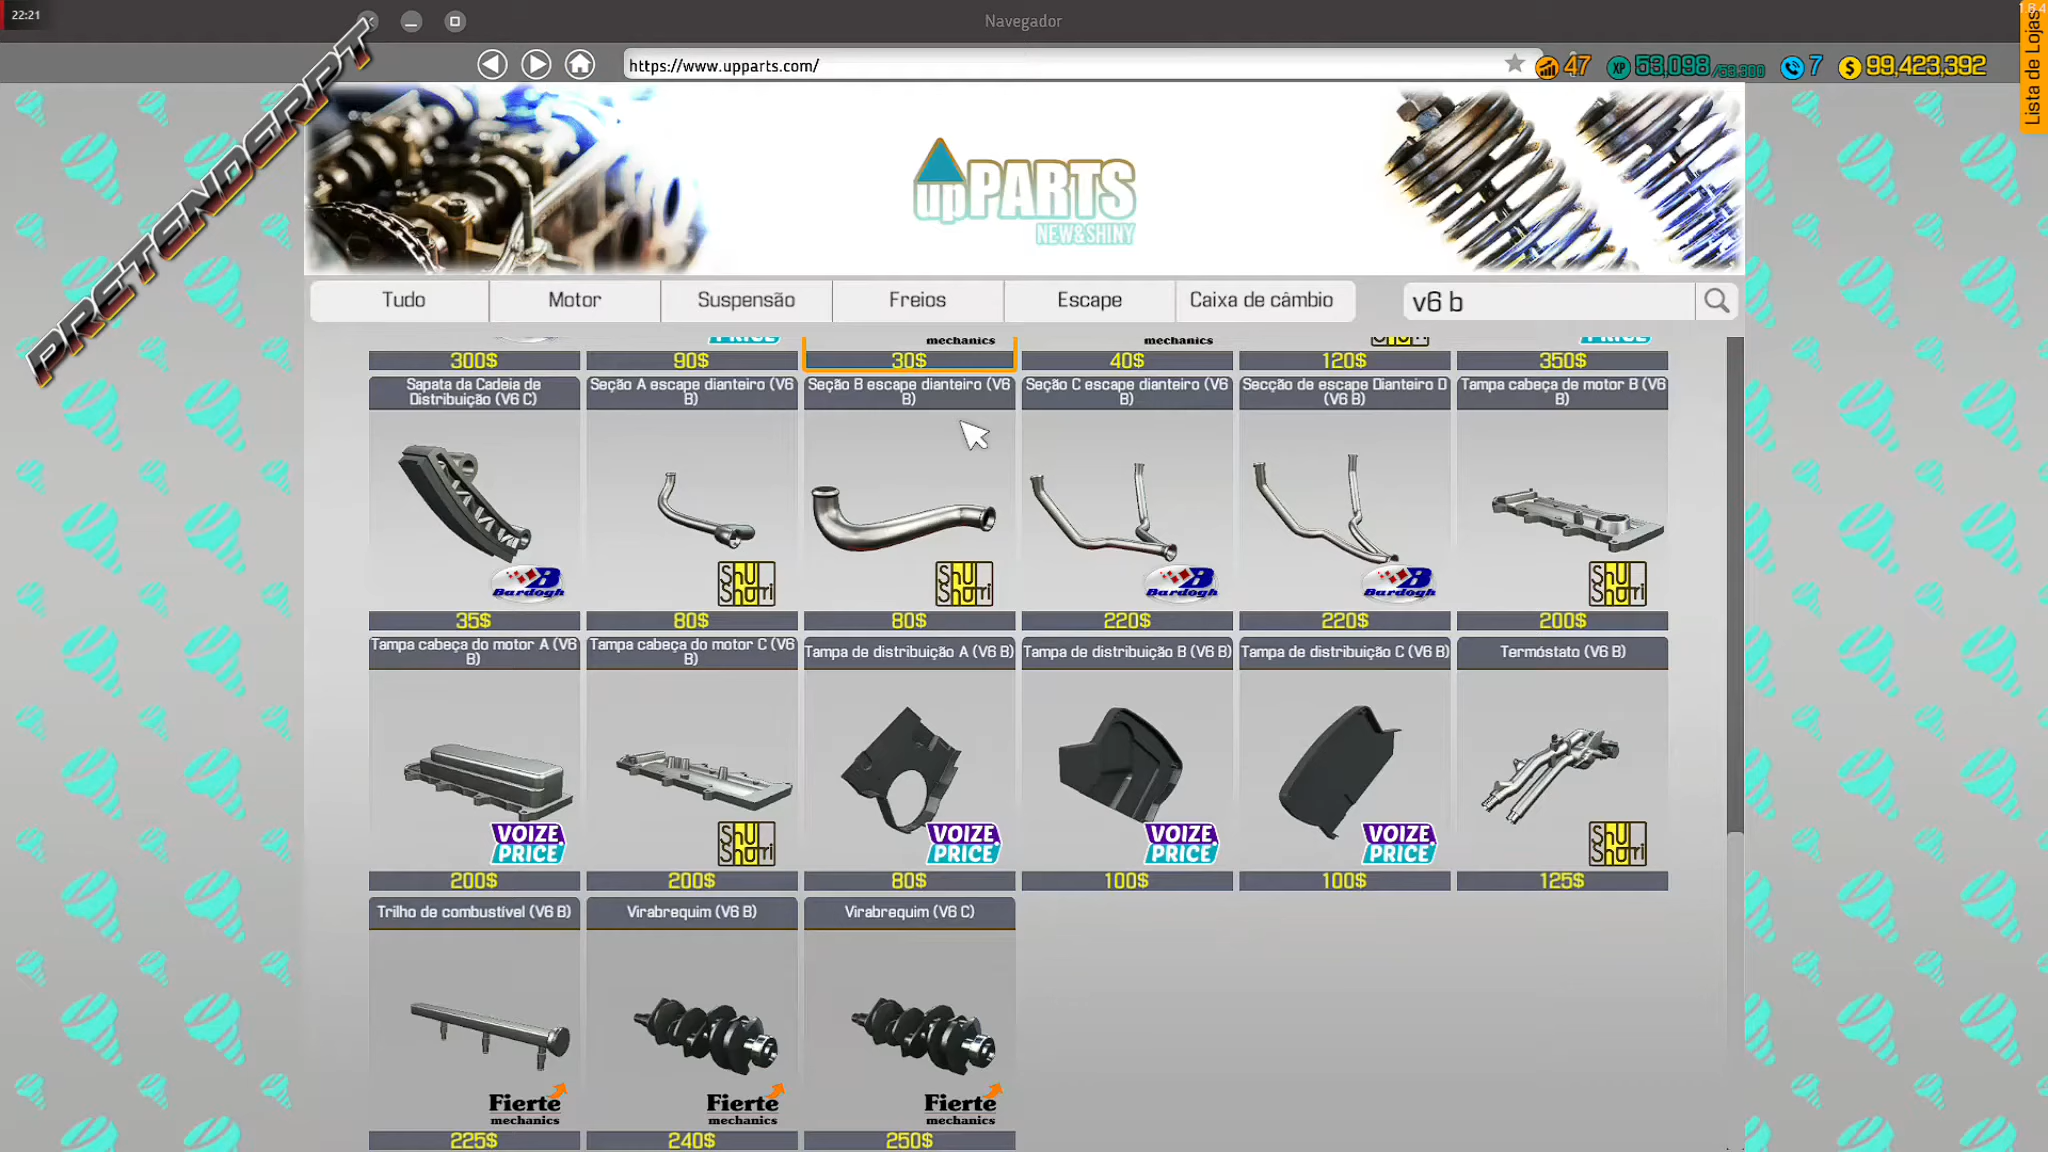 22:21
Navegador
https://www.upparts.com/
47
53,098/53,300
7
99,423,392
Lista de Lojas
PRETENDERPT
upPARTS
NEW&SHINY
Tudo
Motor
Suspensão
Freios
Escape
Caixa de câmbio
v6 b
mechanics
mechanics
300$
90$
30$
40$
120$
350$
Sapata da Cadeia de
Distribuição (V6 C)
Seção A escape dianteiro (V6
B)
Seção B escape dianteiro (V6
B)
Seção C escape dianteiro (V6
B)
Secção de escape Dianteiro D
(V6 B)
Tampa cabeça de motor B (V6
B)
Bardogh
Shu
Shurri
Shu
Shurri
Bardogh
Bardogh
Shu
Shurri
35$
80$
80$
220$
220$
200$
Tampa cabeça do motor A (V6
B)
Tampa cabeça do motor C (V6
B)
Tampa de distribuição A (V6 B)
Tampa de distribuição B (V6 B)
Tampa de distribuição C (V6 B)
Termóstato (V6 B)
VOIZE
PRICE
Shu
Shurri
VOIZE
PRICE
VOIZE
PRICE
VOIZE
PRICE
Shu
Shurri
200$
200$
80$
100$
100$
125$
Trilho de combustível (V6 B)
Virabrequim (V6 B)
Virabrequim (V6 C)
Fierte
mechanics
Fierte
mechanics
Fierte
mechanics
225$
240$
250$